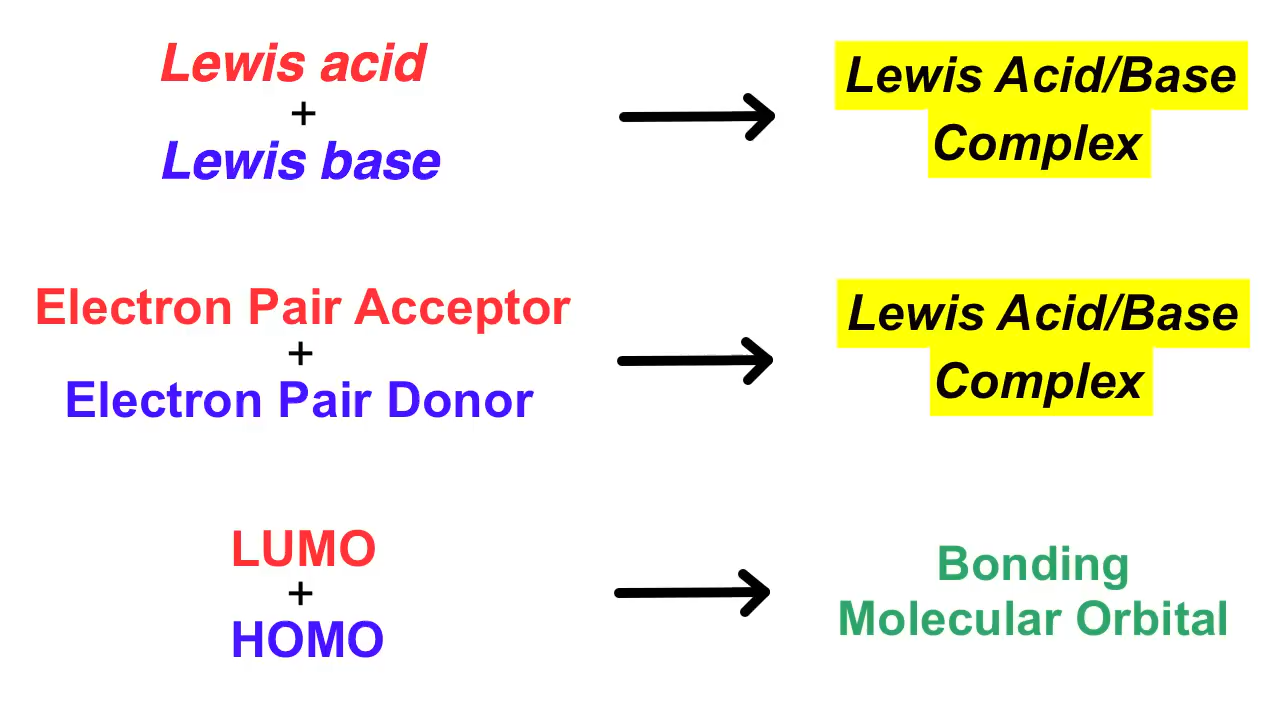 Lewis acid
+
Lewis base
Lewis Acid/Base
Complex
Electron Pair Acceptor
+
Electron Pair Donor
Lewis Acid/Base
Complex
LUMO
+
HOMO
Bonding
Molecular Orbital